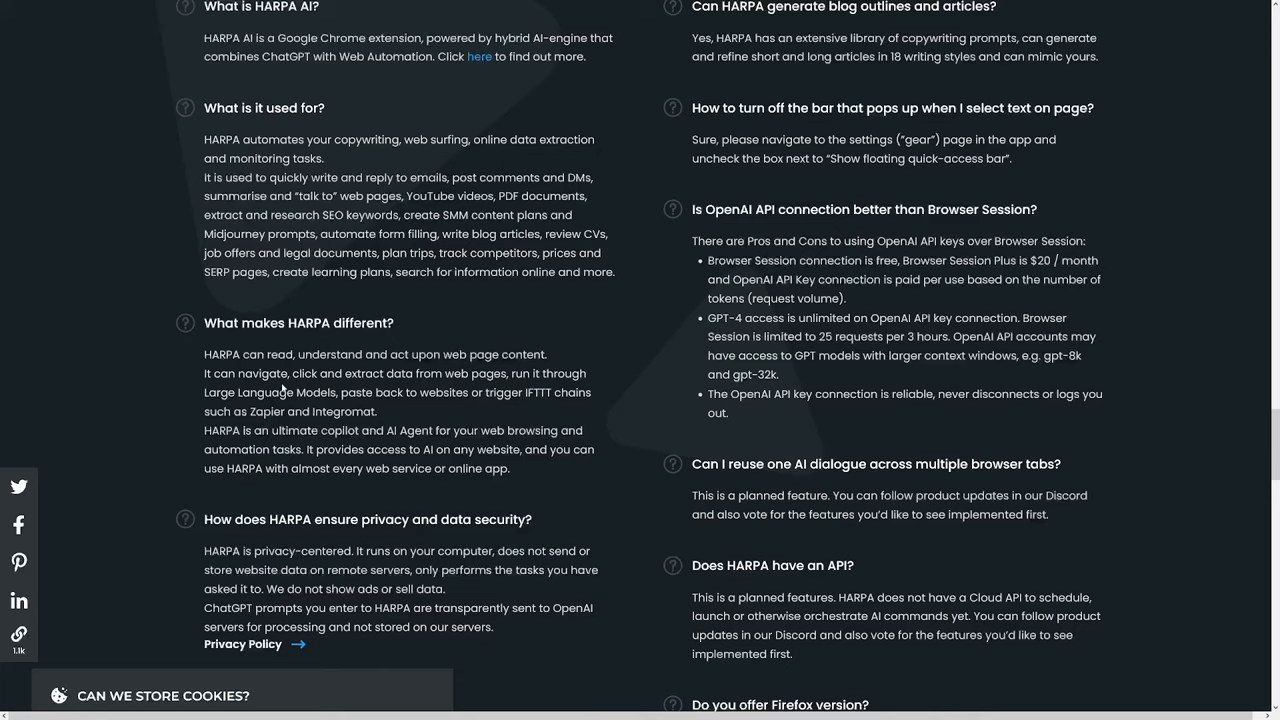 What is HARPA AI?
HARPA AI is a Google Chrome extension, powered by hybrid AI-engine that
combines ChatGPT with Web Automation. Click here to find out more.
What is it used for?
HARPA automates your copywriting, web surfing, online data extraction
and monitoring tasks.
It is used to quickly write and reply to emails, post comments and DMs,
summarise and “talk to” web pages, YouTube videos, PDF documents,
extract and research SEO keywords, create SMM content plans and
Midjourney prompts, automate form filling, write blog articles, review CVs,
job offers and legal documents, plan trips, track competitors, prices and
SERP pages, create learning plans, search for information online and more.
What makes HARPA different?
HARPA can read, understand and act upon web page content.
It can navigate, click and extract data from web pages, run it through
Large Language Models, paste back to websites or trigger IFTTT chains
such as Zapier and Integromat.
HARPA is an ultimate copilot and AI Agent for your web browsing and
automation tasks. It provides access to AI on any website, and you can
use HARPA with almost every web service or online app.
How does HARPA ensure privacy and data security?
HARPA is privacy-centered. It runs on your computer, does not send or
store website data on remote servers, only performs the tasks you have
asked it to. We do not show ads or sell data.
ChatGPT prompts you enter to HARPA are transparently sent to OpenAI
servers for processing and not stored on our servers.
Privacy Policy →
1.1k
CAN WE STORE COOKIES?
Can HARPA generate blog outlines and articles?
Yes, HARPA has an extensive library of copywriting prompts, can generate
and refine short and long articles in 18 writing styles and can mimic yours.
How to turn off the bar that pops up when I select text on page?
Sure, please navigate to the settings (“gear”) page in the app and
uncheck the box next to “Show floating quick-access bar”.
Is OpenAI API connection better than Browser Session?
There are Pros and Cons to using OpenAI API keys over Browser Session:
• Browser Session connection is free, Browser Session Plus is $20 / month
and OpenAI API Key connection is paid per use based on the number of
tokens (request volume).
• GPT-4 access is unlimited on OpenAI API key connection. Browser
Session is limited to 25 requests per 3 hours. OpenAI API accounts may
have access to GPT models with larger context windows, e.g. gpt-8k
and gpt-32k.
• The OpenAI API key connection is reliable, never disconnects or logs you
out.
Can I reuse one AI dialogue across multiple browser tabs?
This is a planned feature. You can follow product updates in our Discord
and also vote for the features you’d like to see implemented first.
Does HARPA have an API?
This is a planned features. HARPA does not have a Cloud API to schedule,
launch or otherwise orchestrate AI commands yet. You can follow product
updates in our Discord and also vote for the features you’d like to see
implemented first.
Do you offer Firefox version?